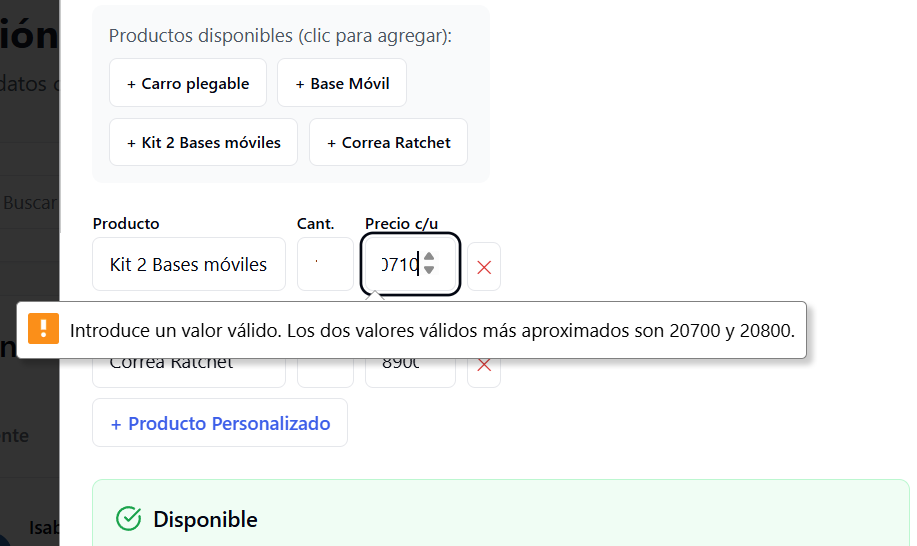 ión
datos
Productos disponibles (clic para agregar):
+ Carro plegable
+ Base Móvil
+ Kit 2 Bases móviles
+ Correa Ratchet
Buscar
Producto Cant. Precio c/u
Kit 2 Bases móviles 0710
! Introduce un valor válido. Los dos valores válidos más aproximados son 20700 y 20800.
Correa Ratchet 8900
+ Producto Personalizado
nte
Disponible
Isab